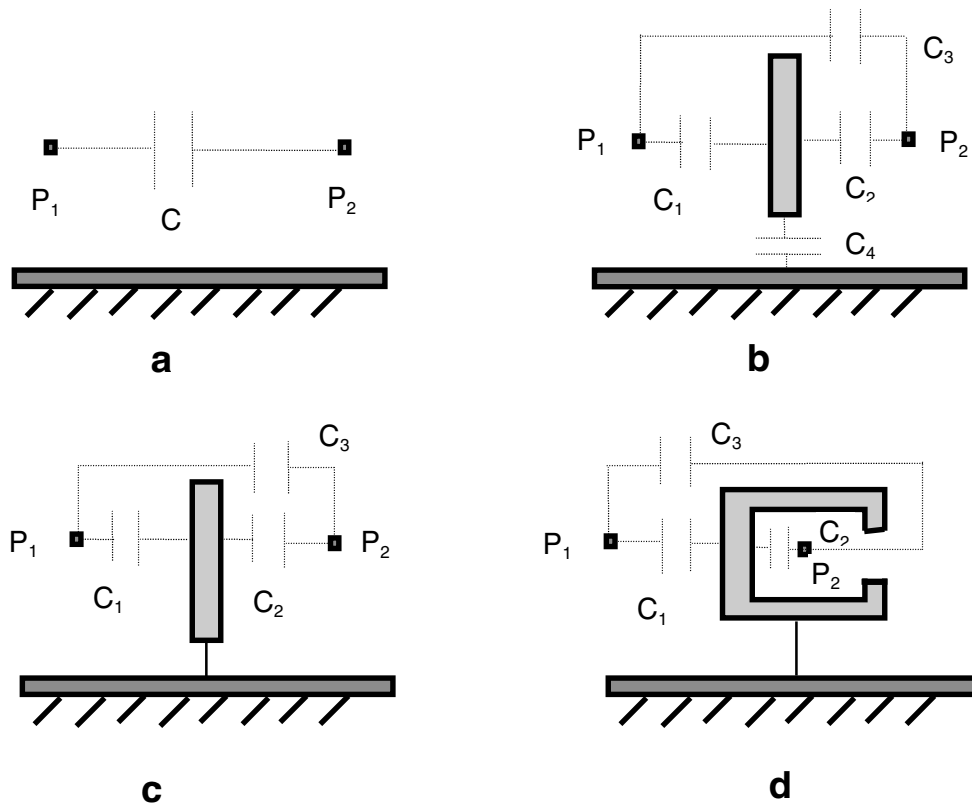 P₁ P₂
C
a
C₃
P₁ P₂
C₁ C₂
C₄
b
C₃
P₁ P₂
C₁ C₂
c
C₃
P₁ C₂
P₂
C₁
d